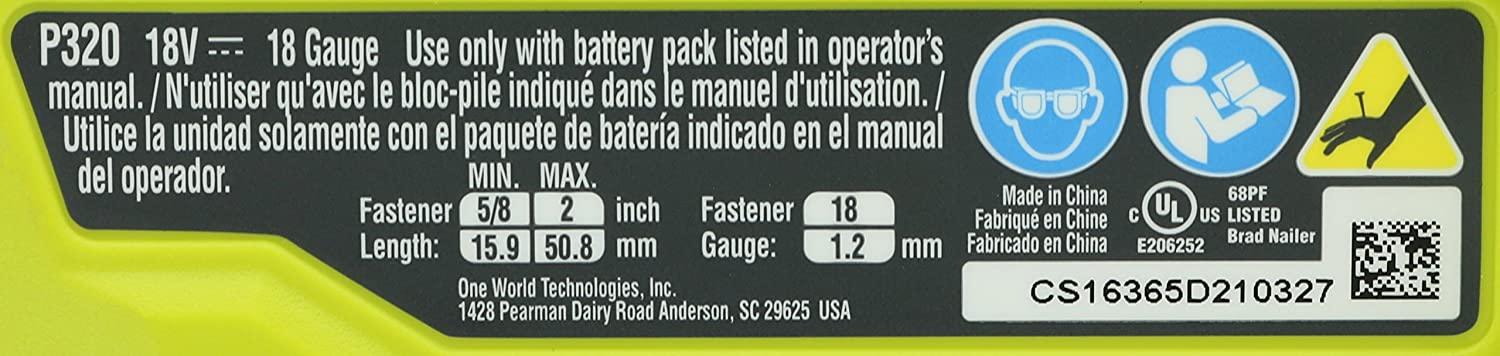 P320 18V 18 Gauge Use only with battery pack listed in operator's
manual. / N'utiliser qu'avec le bloc-pile indiqué dans le manuel d'utilisation. /
Utilice la unidad solamente con el paquete de batería indicado en el manual
del operador.
MIN. MAX.
Fastener 5/8 2 inch
Length: 15.9 50.8 mm
Fastener 18
Gauge: 1.2 mm
One World Technologies, Inc.
1428 Pearman Dairy Road Anderson, SC 29625 USA
Made in China
Fabriqué en Chine
Fabricado en China
C UL US
E206252
68PF
LISTED
Brad Nailer
CS16365D210327